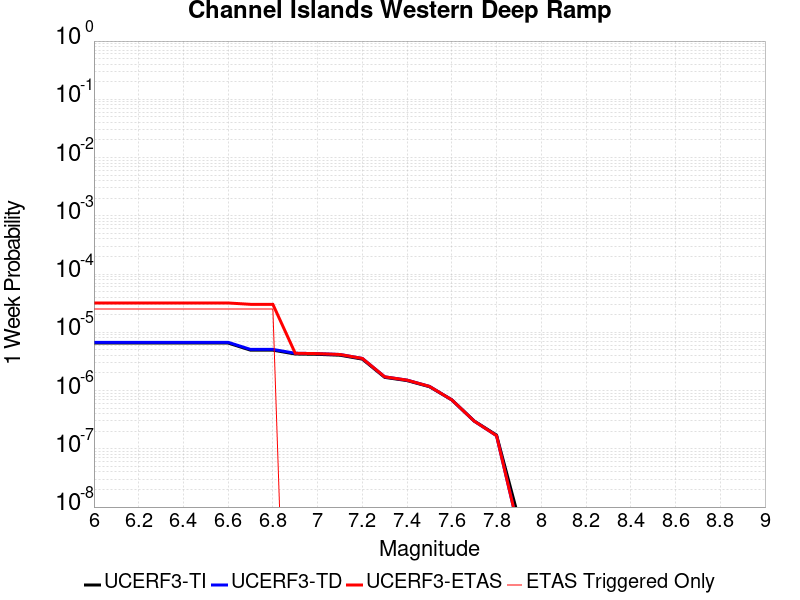 Channel Islands Western Deep Ramp
10 0
10 -1
10 -2
10 -3
10 -4
10 -5
10 -6
10 -7
10 -8
1 Week Probability
6 6.2 6.4 6.6 6.8 7 7.2 7.4 7.6 7.8 8 8.2 8.4 8.6 8.8 9
Magnitude
UCERF3-TI UCERF3-TD UCERF3-ETAS ETAS Triggered Only